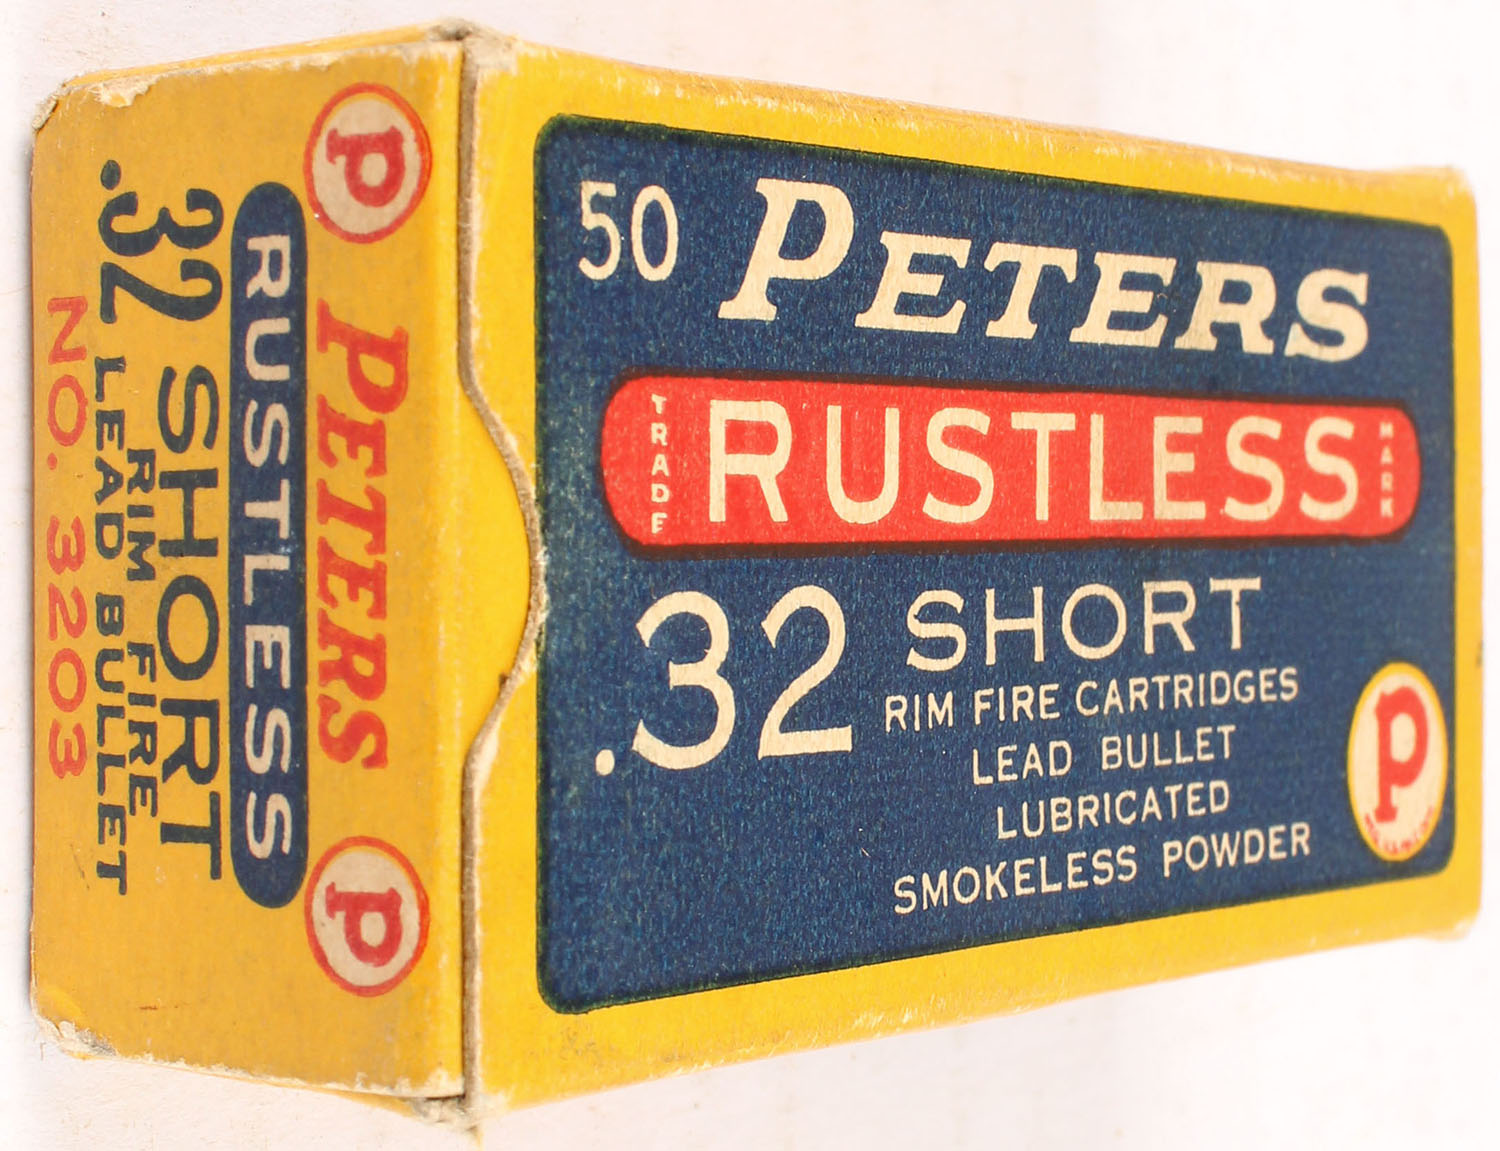 50 PETERS
TRADE RUSTLESS MARK
.32 SHORT
RIM FIRE CARTRIDGES
LEAD BULLET
LUBRICATED
SMOKELESS POWDER
P
P PETERS P
RUSTLESS
.32 SHORT
RIM FIRE
.32 LEAD BULLET
NO. 3203